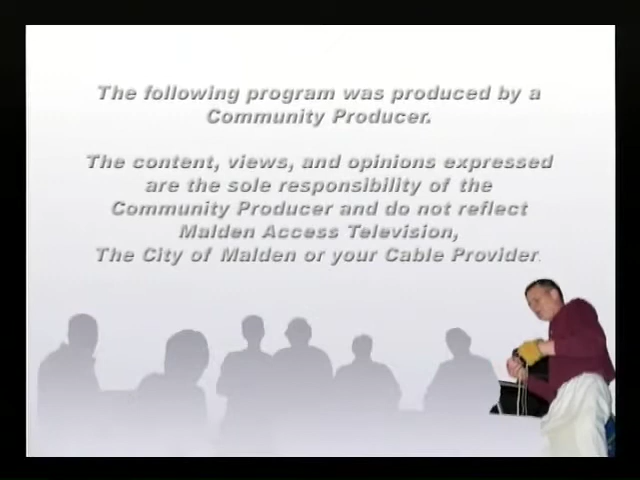 The following program was produced by a
Community Producer.
The content, views, and opinions expressed
are the sole responsibility of the
Community Producer and do not reflect
Malden Access Television,
The City of Malden or your Cable Provider.